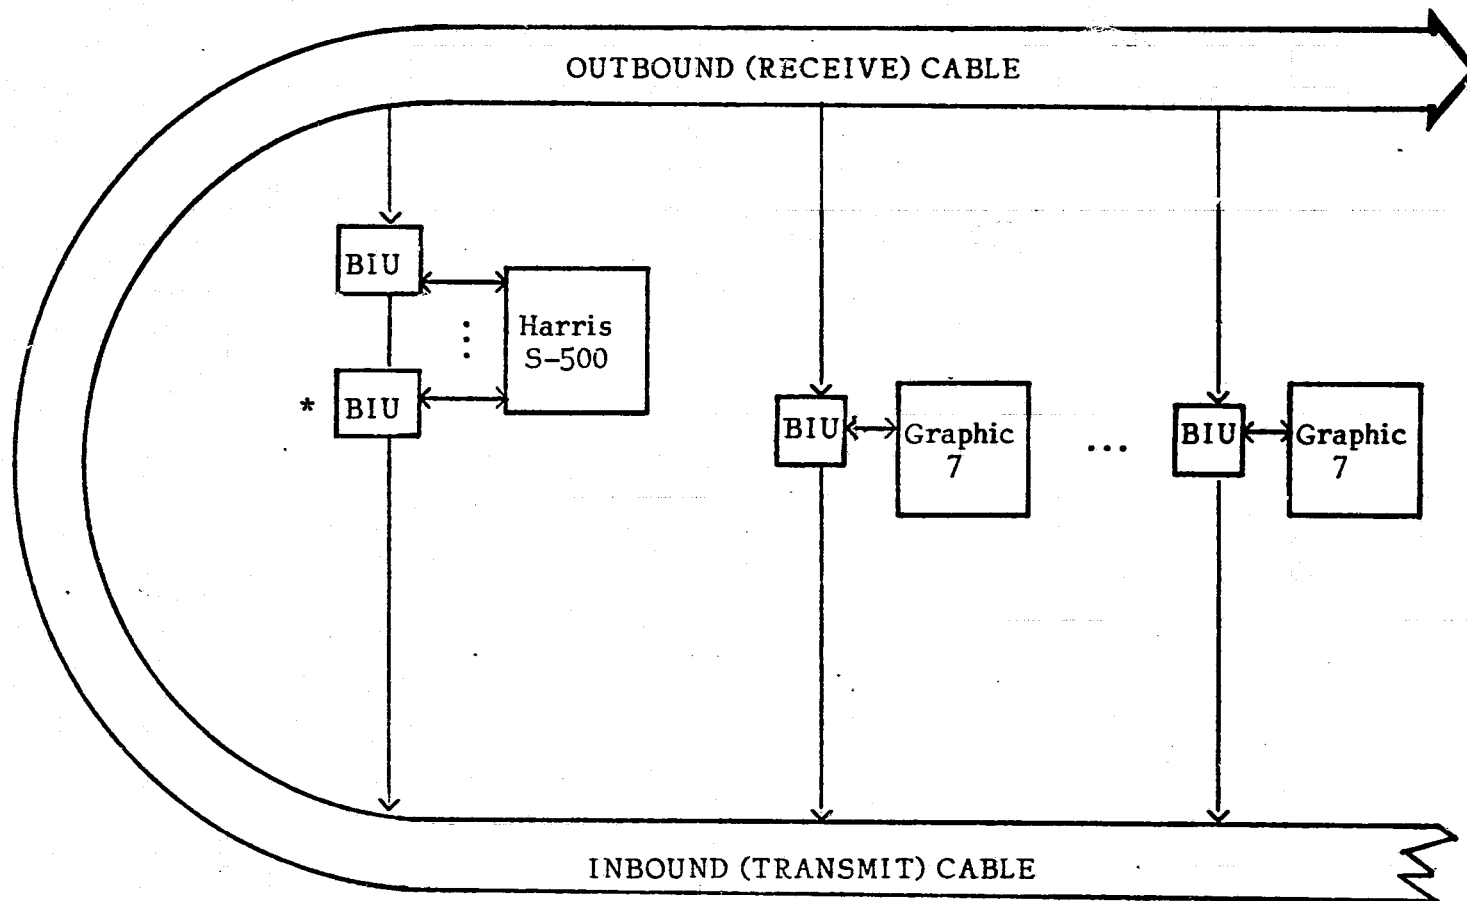 OUTBOUND (RECEIVE) CABLE
BIU
Harris
S-500
* BIU
BIU
Graphic
7
...
BIU
Graphic
7
INBOUND (TRANSMIT) CABLE